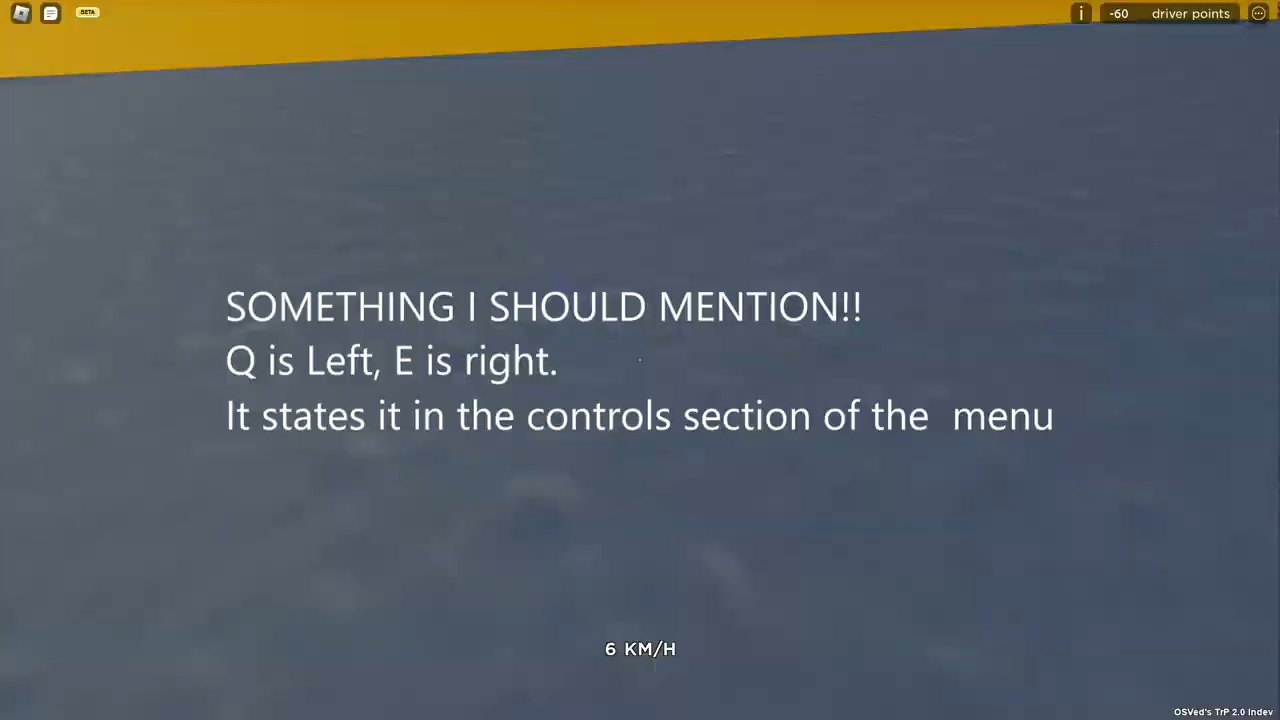 BETA
i
-60 driver points
SOMETHING I SHOULD MENTION!!
Q is Left, E is right.
It states it in the controls section of the  menu
6 KM/H
OSVed's TrP 2.0 Indev